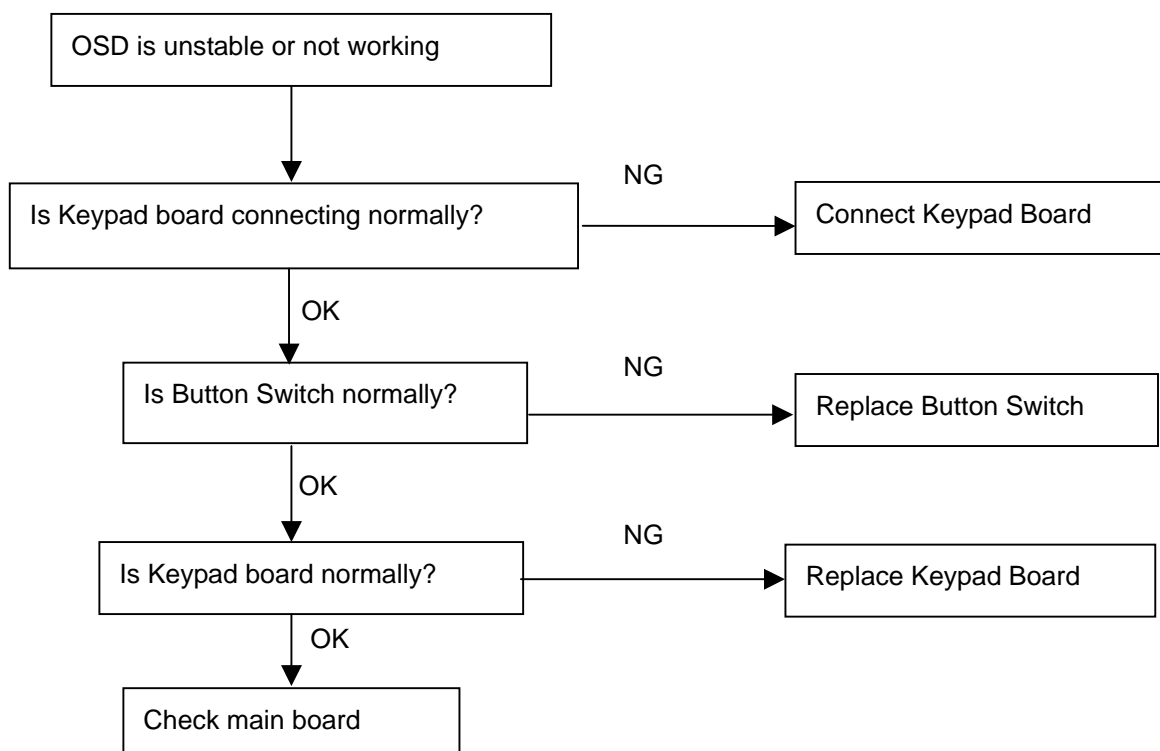 OSD is unstable or not working
NG
Is Keypad board connecting normally?
Connect Keypad Board
OK
NG
Is Button Switch normally?
Replace Button Switch
OK
NG
Is Keypad board normally?
Replace Keypad Board
OK
Check main board